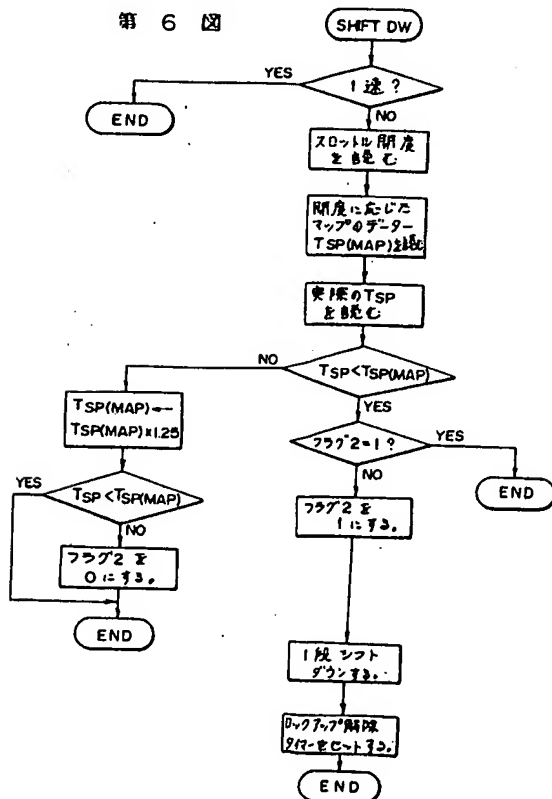 第 6 図
SHIFT DW
1 速 ?
YES
END
NO
スロットル開度
を読む
開度に応じた
マップのデーター
TSP(MAP)を読む
実際のTSP
を読む
TSP<TSP(MAP)
NO
YES
TSP(MAP)←
TSP(MAP)×1.25
TSP<TSP(MAP)
YES
NO
フラグ2 を
0 にする。
END
フラグ2=1 ?
YES
END
NO
フラグ2 を
1 にする。
1段 シフト
ダウンする。
ロックアップ解除
タイマーをセットする。
END